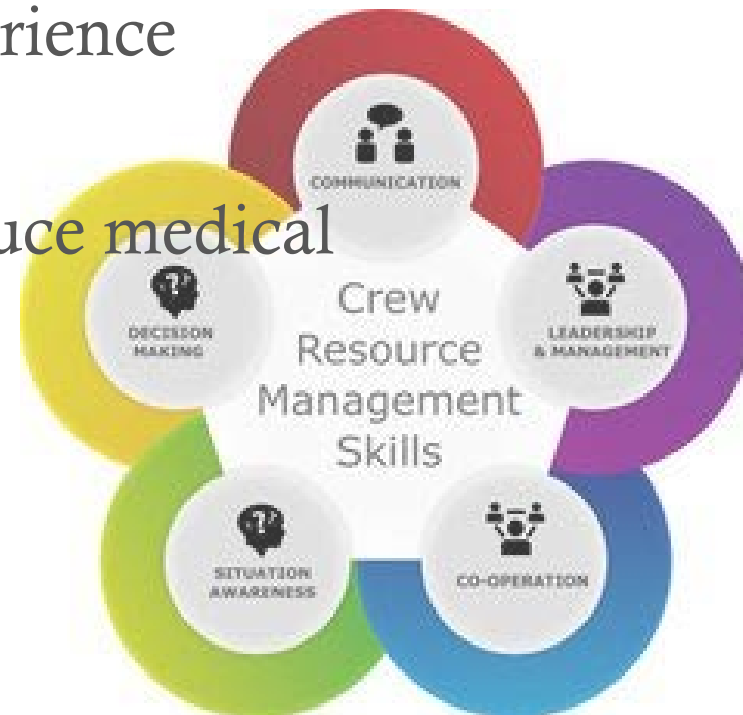 rience
COMMUNICATION
uce medical
DECISION
MAKING
Crew
Resource
Management
Skills
LEADERSHIP
& MANAGEMENT
SITUATION
AWARENESS
CO-OPERATION